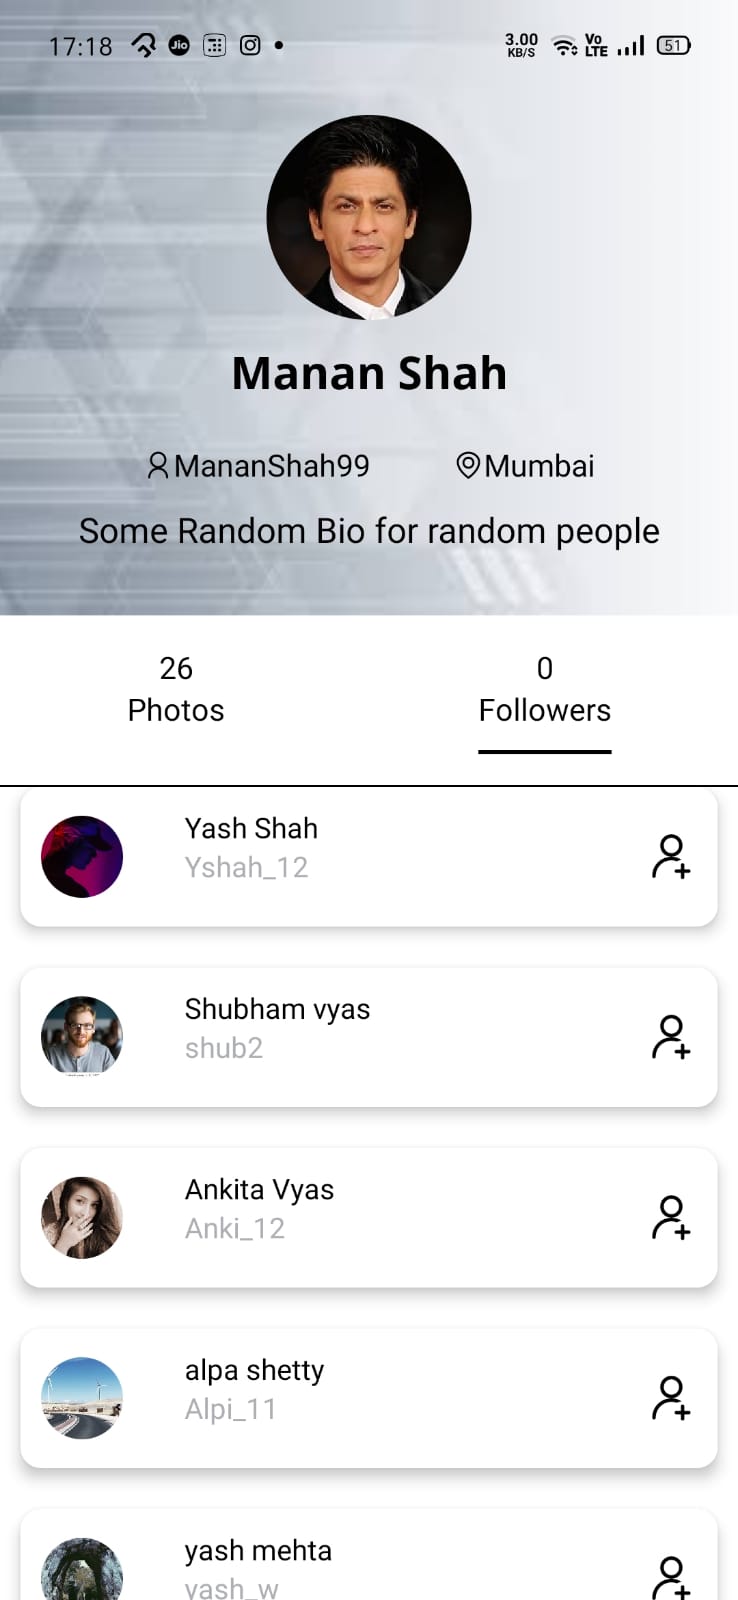 17:18 Jio 3.00 KB/S Vo LTE 51
Manan Shah
MananShah99 Mumbai
Some Random Bio for random people
26 0
Photos Followers
Yash Shah
Yshah_12
Shubham vyas
shub2
Ankita Vyas
Anki_12
alpa shetty
Alpi_11
yash mehta
yash_w